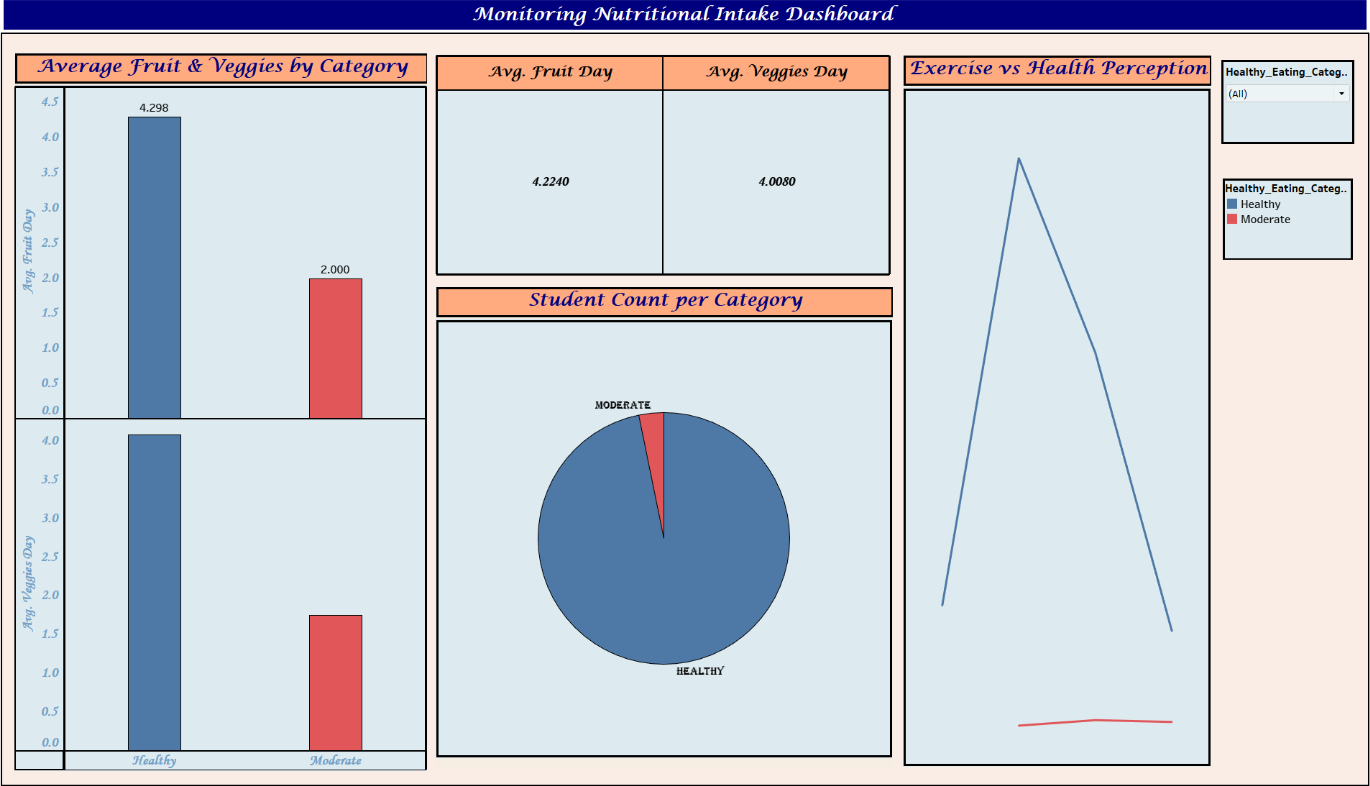 Monitoring Nutritional Intake Dashboard
Average Fruit & Veggies by Category
4.5
4.0
3.5
3.0
2.5
2.0
1.5
1.0
0.5
0.0
Avg. Fruit Day
4.298
2.000
4.0
3.5
3.0
2.5
2.0
1.5
1.0
0.5
0.0
Avg. Veggies Day
Healthy
Moderate
Avg. Fruit Day
Avg. Veggies Day
4.2240
4.0080
Student Count per Category
MODERATE
HEALTHY
Exercise vs Health Perception
Healthy_Eating_Categ..
(All)
Healthy_Eating_Categ..
Healthy
Moderate